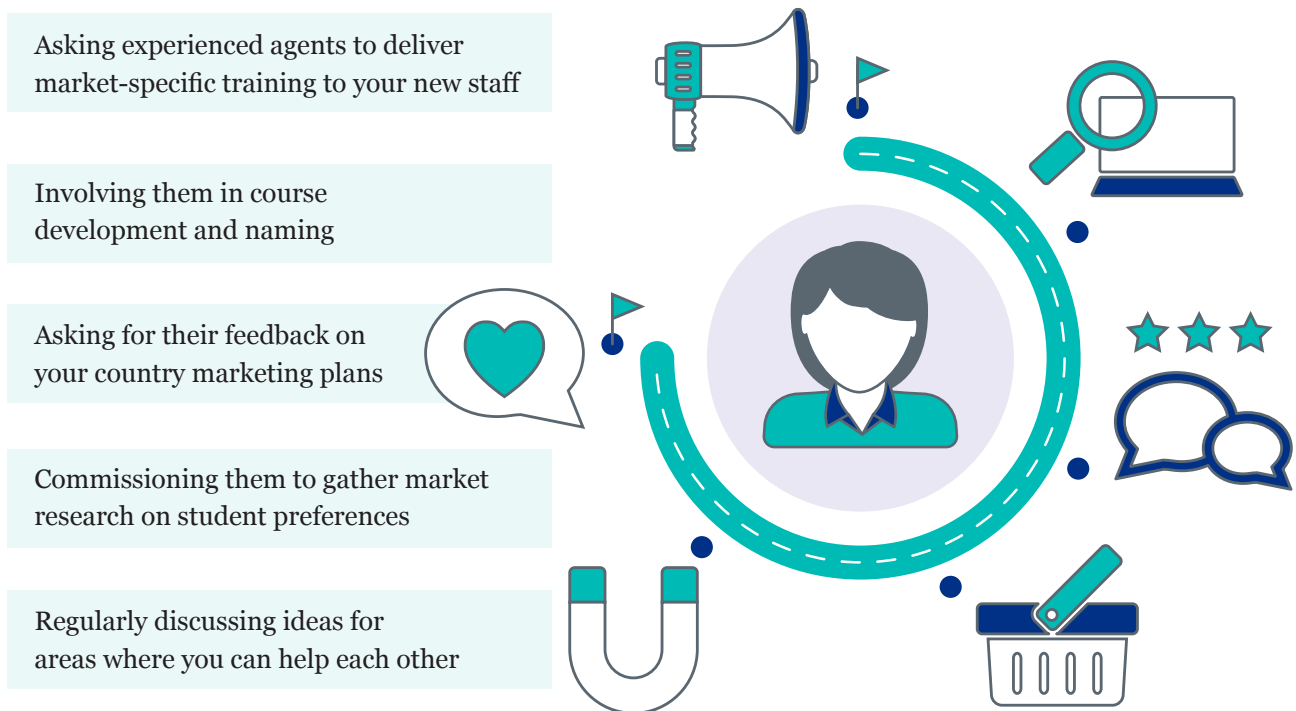 Asking experienced agents to deliver
market-specific training to your new staff
Involving them in course
development and naming
Asking for their feedback on
your country marketing plans
Commissioning them to gather market
research on student preferences
Regularly discussing ideas for
areas where you can help each other